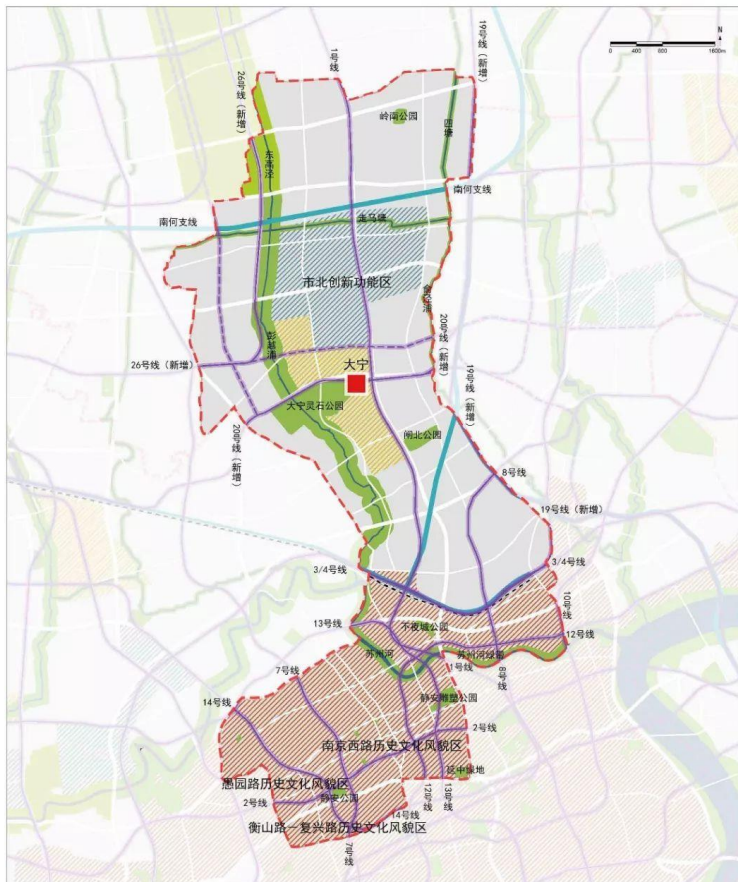 19号线（新增）
N
0 400 800 1600m
1号线
26号线（新增）
岭南公园
西塘
东高泾
南何支线
南何支线
走马塘
市北创新功能区
俞泾浦
彭越浦
20号线（新增）
26号线（新增）
大宁
19号线（新增）
大宁灵石公园
闸北公园
20号线（新增）
8号线
19号线（新增）
3/4号线
3/4号线
10号线
13号线
不夜城公园
12号线
苏州河
苏州河绿带
1号线
8号线
7号线
静安雕塑公园
14号线
2号线
南京西路历史文化风貌区
延中绿地
愚园路历史文化风貌区
12号线
13号线
2号线
静安公园
14号线
衡山路—复兴路历史文化风貌区
7号线